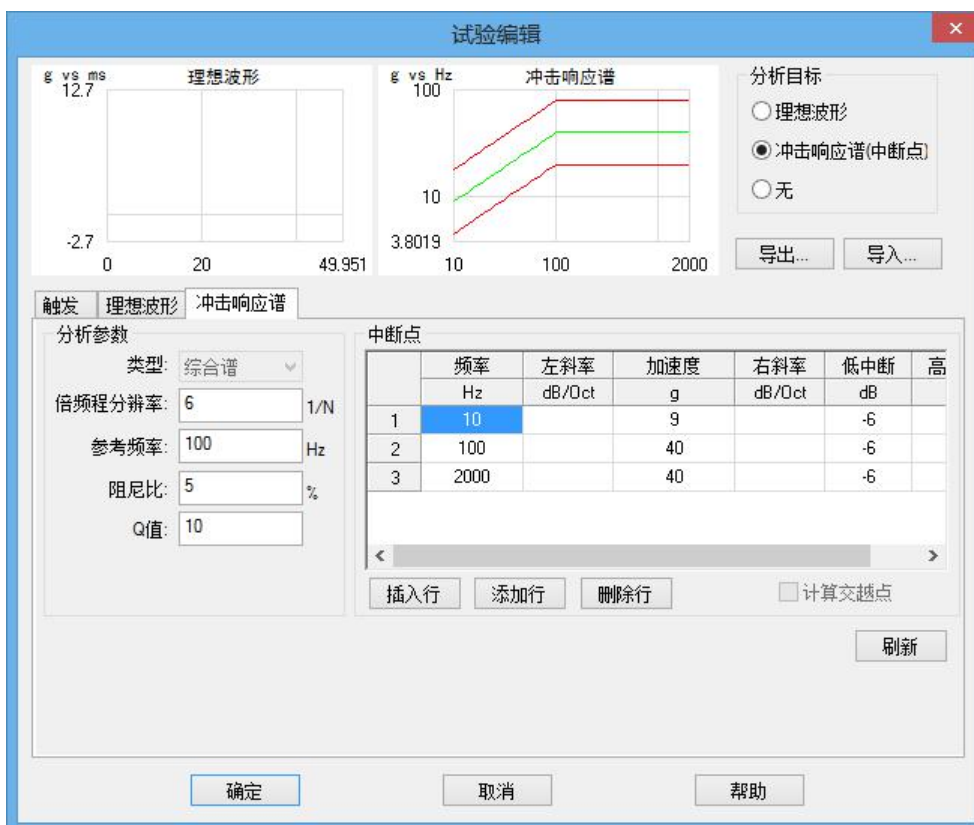 试验编辑
g vs ms 理想波形
12.7
-2.7
0 20 49.951
g vs Hz 冲击响应谱
100
10
3.8019
10 100 2000
分析目标
理想波形
冲击响应谱(中断点)
无
导出... 导入...
触发 理想波形 冲击响应谱
分析参数
类型: 综合谱
倍频程分辨率: 6 1/N
参考频率: 100 Hz
阻尼比: 5 %
Q值: 10
中断点
频率 左斜率 加速度 右斜率 低中断 高
Hz dB/Oct g dB/Oct dB
1 10 9 -6
2 100 40 -6
3 2000 40 -6
插入行 添加行 删除行 计算交越点
刷新
确定 取消 帮助